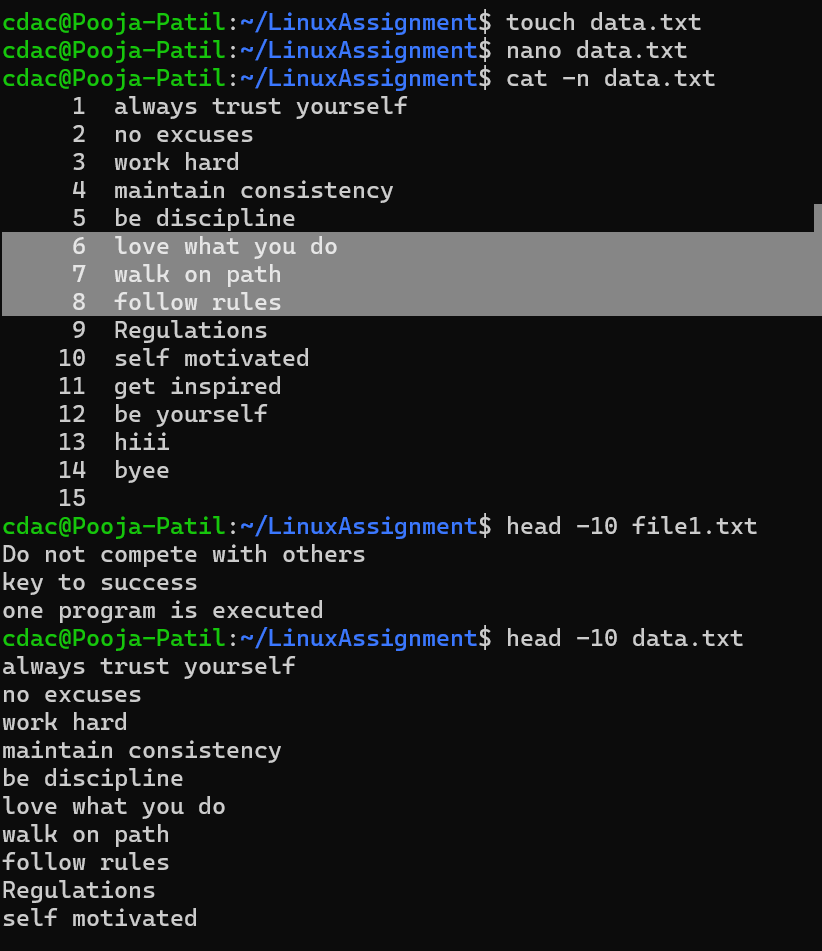 cdac@Pooja-Patil:~/LinuxAssignment$ touch data.txt
cdac@Pooja-Patil:~/LinuxAssignment$ nano data.txt
cdac@Pooja-Patil:~/LinuxAssignment$ cat -n data.txt
     1  always trust yourself
     2  no excuses
     3  work hard
     4  maintain consistency
     5  be discipline
     6  love what you do
     7  walk on path
     8  follow rules
     9  Regulations
    10  self motivated
    11  get inspired
    12  be yourself
    13  hiii
    14  byee
    15
cdac@Pooja-Patil:~/LinuxAssignment$ head -10 file1.txt
Do not compete with others
key to success
one program is executed
cdac@Pooja-Patil:~/LinuxAssignment$ head -10 data.txt
always trust yourself
no excuses
work hard
maintain consistency
be discipline
love what you do
walk on path
follow rules
Regulations
self motivated